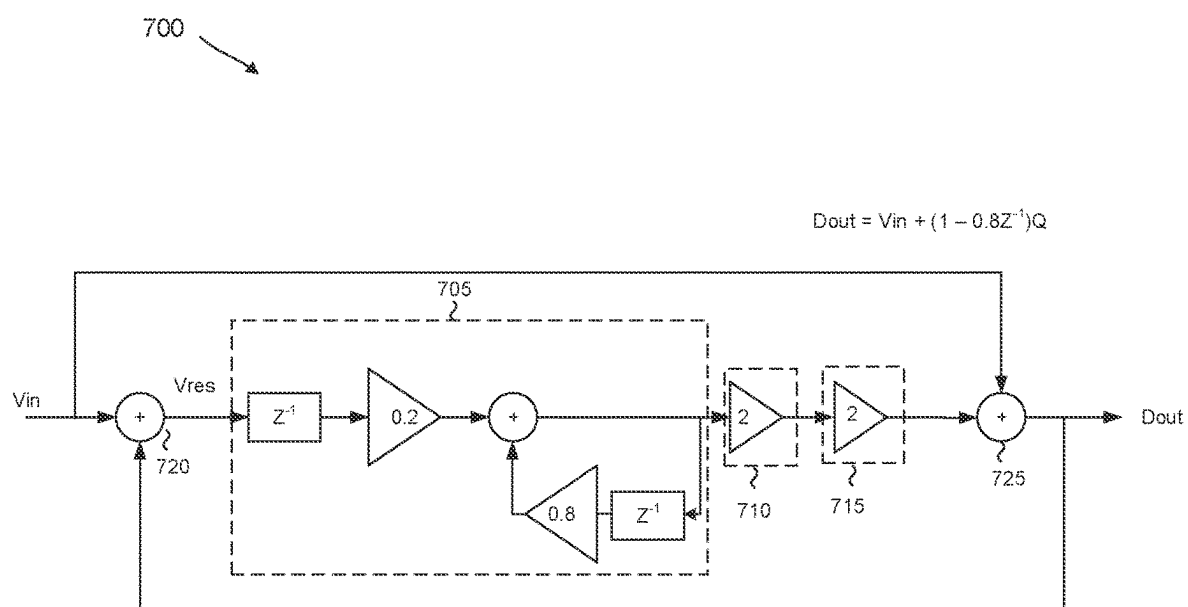 700
Dout = Vin + (1 – 0.8Z⁻¹)Q
705
Vin
+
Vres
Z⁻¹
0.2
+
2
2
+
Dout
720
0.8
Z⁻¹
710
715
725